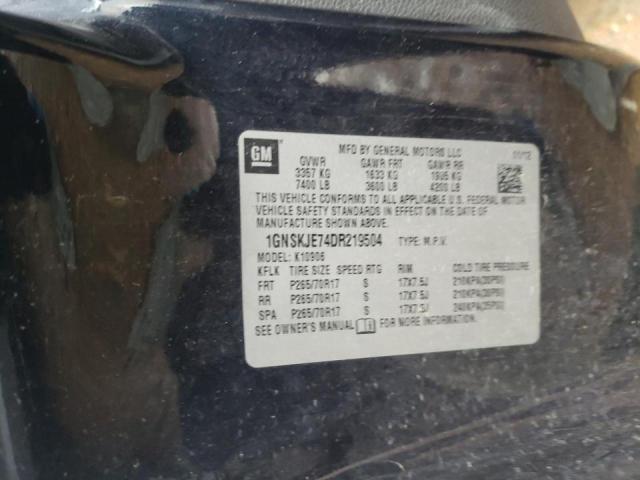 GM
MFD BY GENERAL MOTORS LLC
GVWR GAWR FRT GAWR RR
3357 KG 1633 KG 1905 KG
7400 LB 3600 LB 4200 LB
THIS VEHICLE CONFORMS TO ALL APPLICABLE U.S. FEDERAL MOTOR
VEHICLE SAFETY STANDARDS IN EFFECT ON THE DATE OF
MANUFACTURE SHOWN ABOVE.
1GNSKJE74DR219504 TYPE: M.P.V.
MODEL: K10906
KFLK TIRE SIZE SPEED RTG RIM COLD TIRE PRESSURE
FRT P265/70R17 S 17X7.5J 210KPA(30PSI)
RR P265/70R17 S 17X7.5J 210KPA(30PSI)
SPA P265/70R17 S 17X7.5J 240KPA(35PSI)
SEE OWNER'S MANUAL FOR MORE INFORMATION.